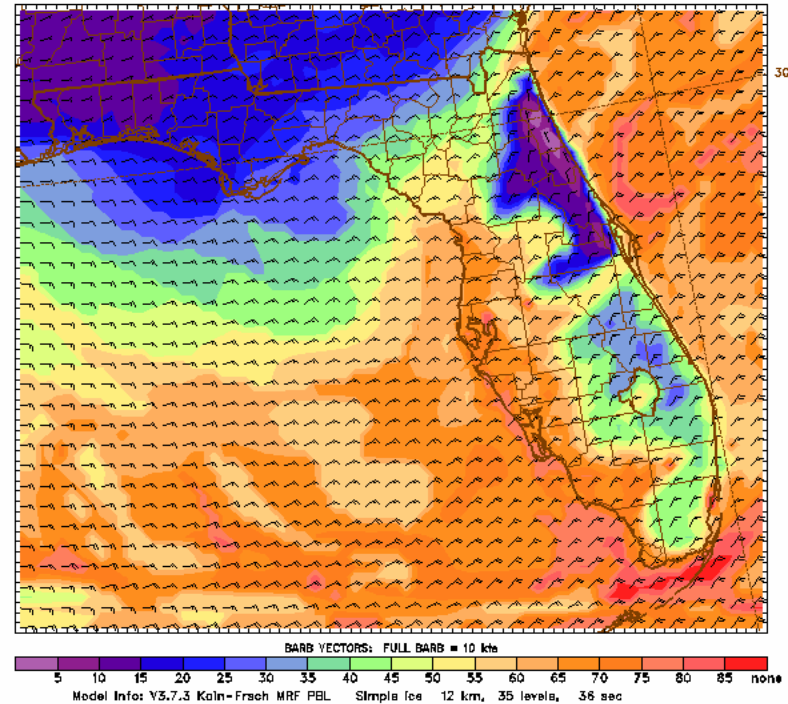 30
BARB VECTORS: FULL BARB = 10 kts
5 10 15 20 25 30 35 40 45 50 55 60 65 70 75 80 85 none
Model Info: V3.7.3 Kain-Frsch MRF PBL Simple Ice 12 km, 35 levels, 36 sec